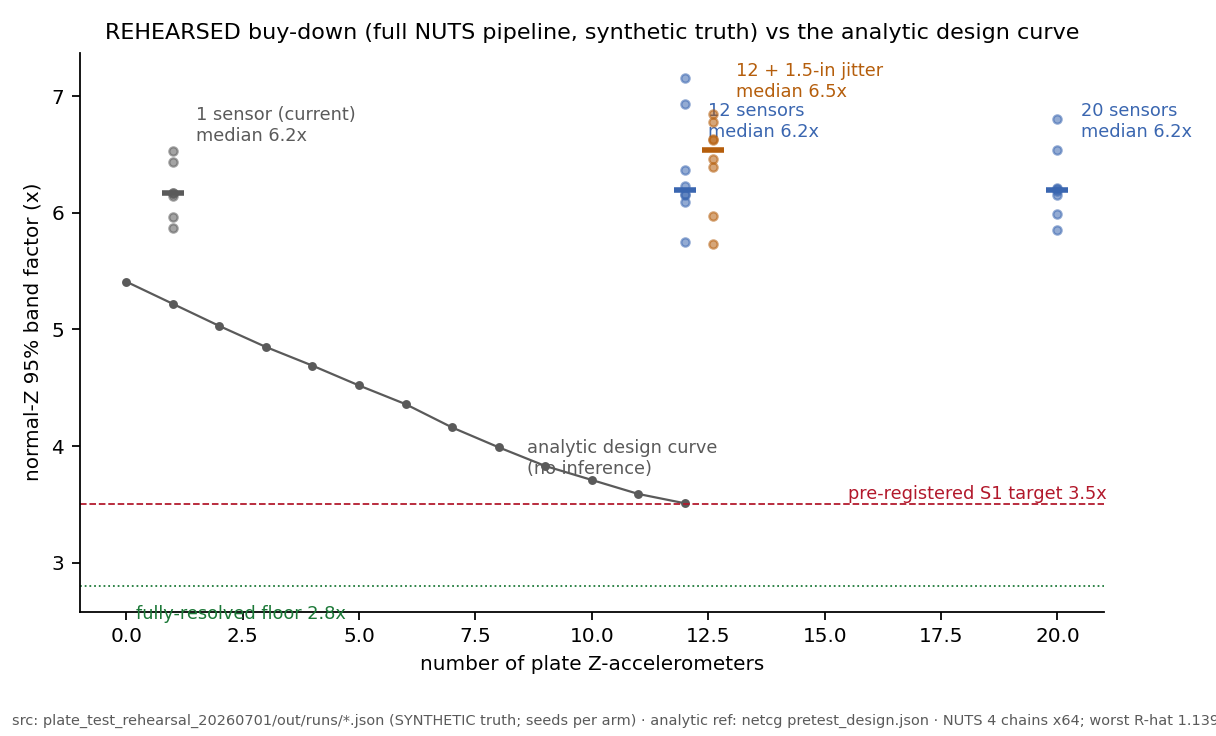 REHEARSED buy-down (full NUTS pipeline, synthetic truth) vs the analytic design curve
12 + 1.5-in jitter
median 6.5x
1 sensor (current)
median 6.2x
12 sensors
median 6.2x
20 sensors
median 6.2x
7
6
5
4
3
normal-Z 95% band factor (x)
analytic design curve
(no inference)
pre-registered S1 target 3.5x
fully-resolved floor 2.8x
0.0 2.5 5.0 7.5 10.0 12.5 15.0 17.5 20.0
number of plate Z-accelerometers
src: plate_test_rehearsal_20260701/out/runs/*.json (SYNTHETIC truth; seeds per arm) · analytic ref: netcg pretest_design.json · NUTS 4 chains x64; worst R-hat 1.139